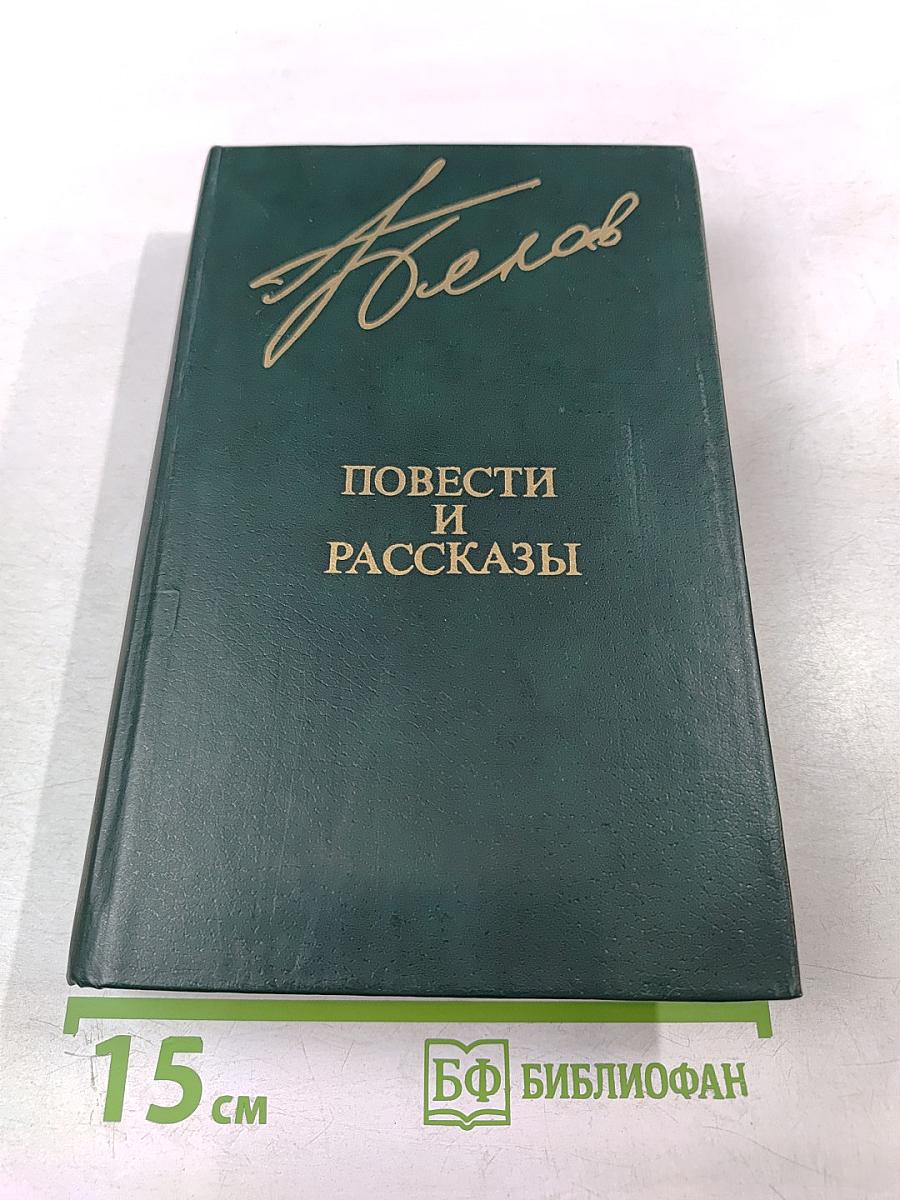 Белов
ПОВЕСТИ
И
РАССКАЗЫ
15 см
БФ БИБЛИОФАН